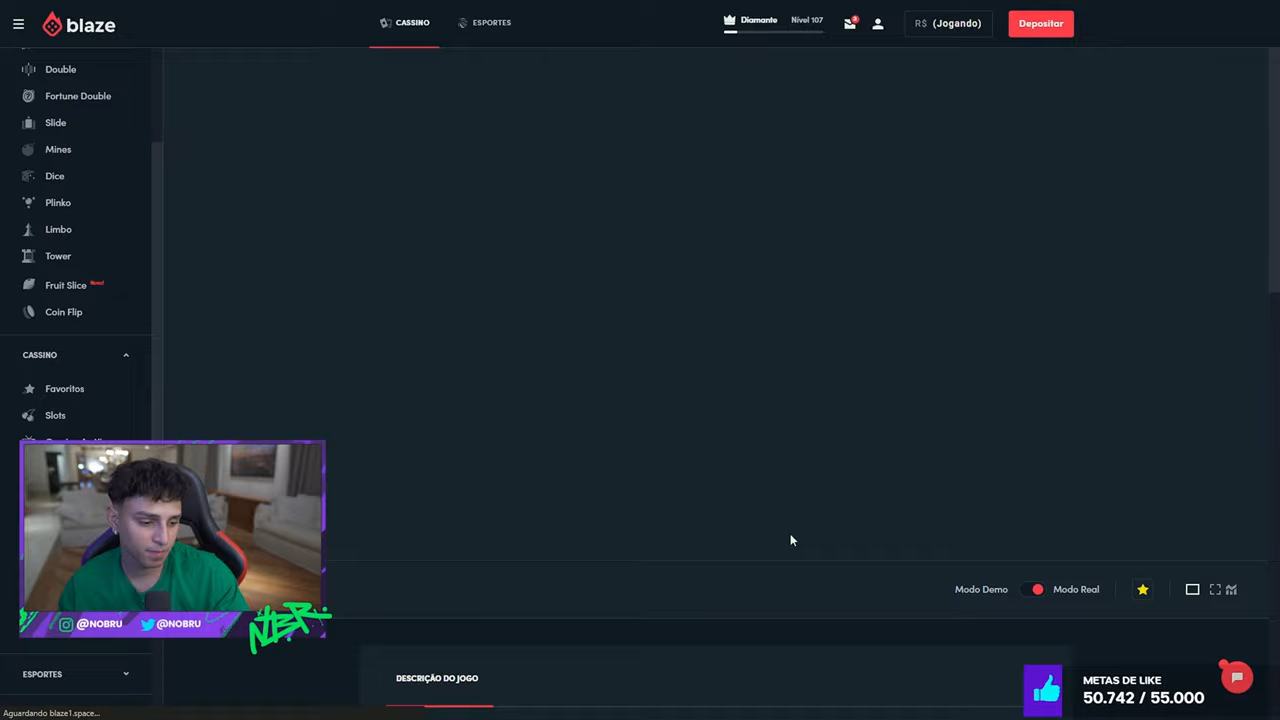 blaze
CASSINO
ESPORTES
Diamante
Nível 107
3
R$ (Jogando)
Depositar
Double
Fortune Double
Slide
Mines
Dice
Plinko
Limbo
Tower
Fruit Slice
Coin Flip
CASSINO
Favoritos
Slots
@NOBRU
@NOBRU
NBR
Modo Demo
Modo Real
ESPORTES
DESCRIÇÃO DO JOGO
METAS DE LIKE
50.742 / 55.000
Aguardando blaze1.space...